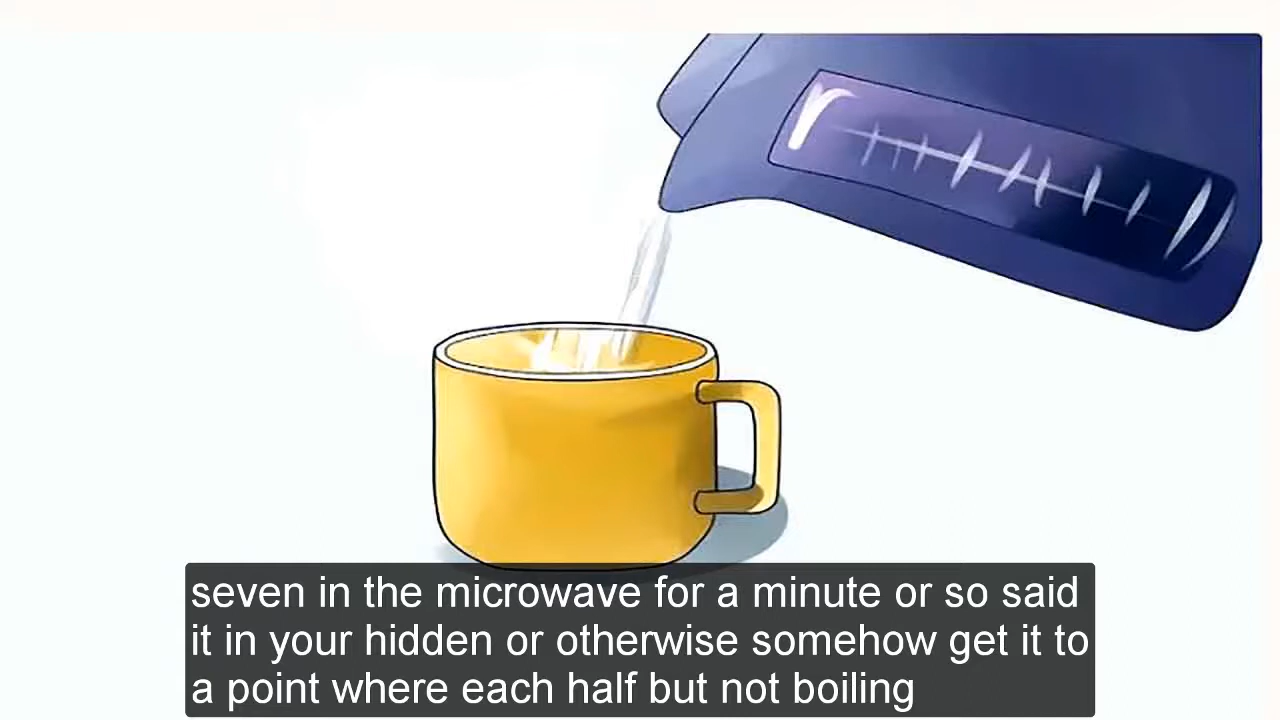 seven in the microwave for a minute or so said
it in your hidden or otherwise somehow get it to
a point where each half but not boiling